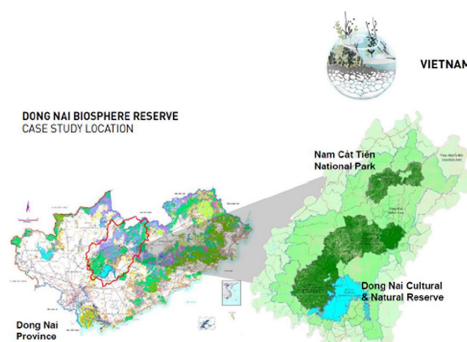 VIETNAM
DONG NAI BIOSPHERE RESERVE
CASE STUDY LOCATION
Nam Cát Tiên
National Park
Dong Nai Cultural
& Natural Reserve
Dong Nai
Province